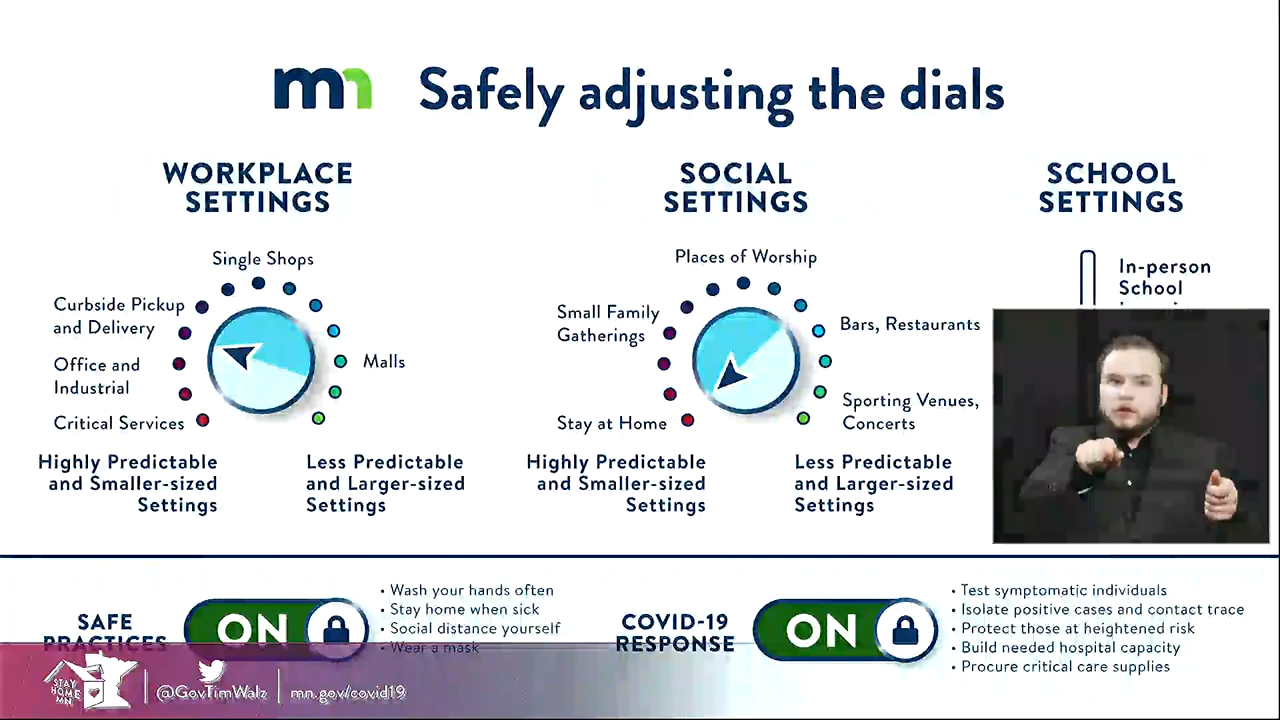 mn Safely adjusting the dials
WORKPLACE
SETTINGS
Single Shops
Curbside Pickup
and Delivery
Office and
Industrial
Malls
Critical Services
Highly Predictable
and Smaller-sized
Settings
Less Predictable
and Larger-sized
Settings
SOCIAL
SETTINGS
Places of Worship
Small Family
Gatherings
Bars, Restaurants
Sporting Venues,
Concerts
Stay at Home
Highly Predictable
and Smaller-sized
Settings
Less Predictable
and Larger-sized
Settings
SCHOOL
SETTINGS
In-person
School
SAFE
PRACTICES
ON
• Wash your hands often
• Stay home when sick
• Social distance yourself
• Wear a mask
COVID-19
RESPONSE
ON
• Test symptomatic individuals
• Isolate positive cases and contact trace
• Protect those at heightened risk
• Build needed hospital capacity
• Procure critical care supplies
STAY
HOME
MN
@GovTimWalz
mn.gov/covid19